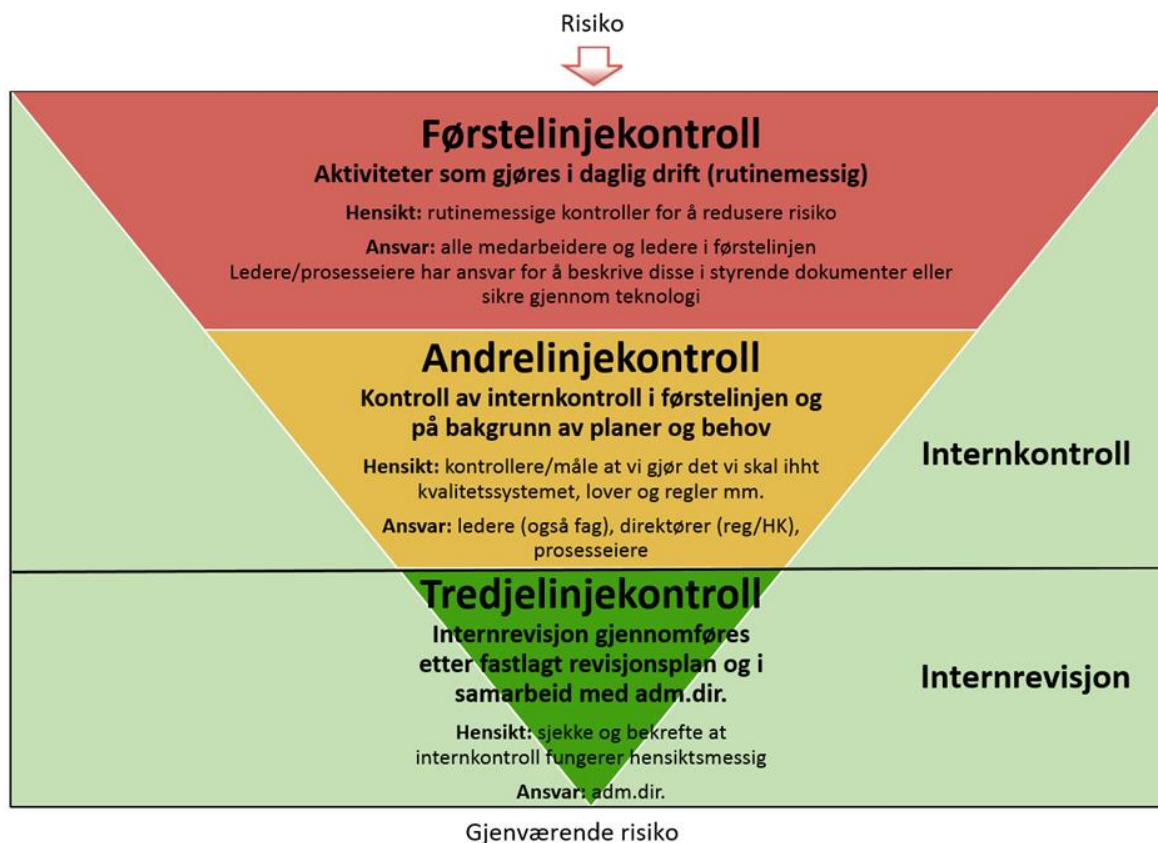 Risiko
Førstelinjekontroll
Aktiviteter som gjøres i daglig drift (rutinemessig)
Hensikt: rutinemessige kontroller for å redusere risiko
Ansvar: alle medarbeidere og ledere i førstelinjen
Ledere/prosesseiere har ansvar for å beskrive disse i styrende dokumenter eller
sikre gjennom teknologi
Andrelinjekontroll
Kontroll av internkontroll i førstelinjen og
på bakgrunn av planer og behov
Hensikt: kontrollere/måle at vi gjør det vi skal ihht
kvalitetssystemet, lover og regler mm.
Ansvar: ledere (også fag), direktører (reg/HK),
prosesseiere
Internkontroll
Tredjelinjekontroll
Internrevisjon gjennomføres
etter fastlagt revisjonsplan og i
samarbeid med adm.dir.
Hensikt: sjekke og bekrefte at
internkontroll fungerer hensiktsmessig
Ansvar: adm.dir.
Internrevisjon
Gjenværende risiko